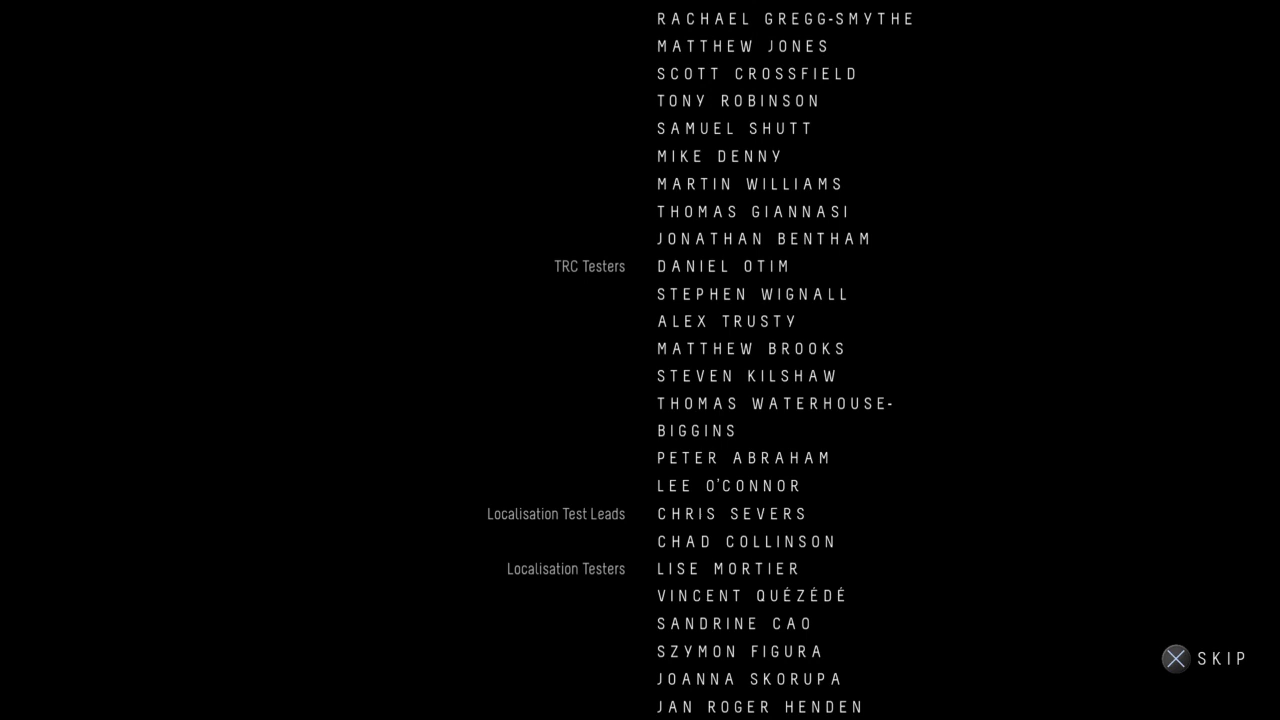 RACHAEL GREGG-SMYTHE
MATTHEW JONES
SCOTT CROSSFIELD
TONY ROBINSON
SAMUEL SHUTT
MIKE DENNY
MARTIN WILLIAMS
THOMAS GIANNASI
JONATHAN BENTHAM
TRC Testers DANIEL OTIM
STEPHEN WIGNALL
ALEX TRUSTY
MATTHEW BROOKS
STEVEN KILSHAW
THOMAS WATERHOUSE-
BIGGINS
PETER ABRAHAM
LEE O'CONNOR
Localisation Test Leads CHRIS SEVERS
CHAD COLLINSON
Localisation Testers LISE MORTIER
VINCENT QUÉZÉDÉ
SANDRINE CAO
SZYMON FIGURA
SKIP
JOANNA SKORUPA
JAN ROGER HENDEN